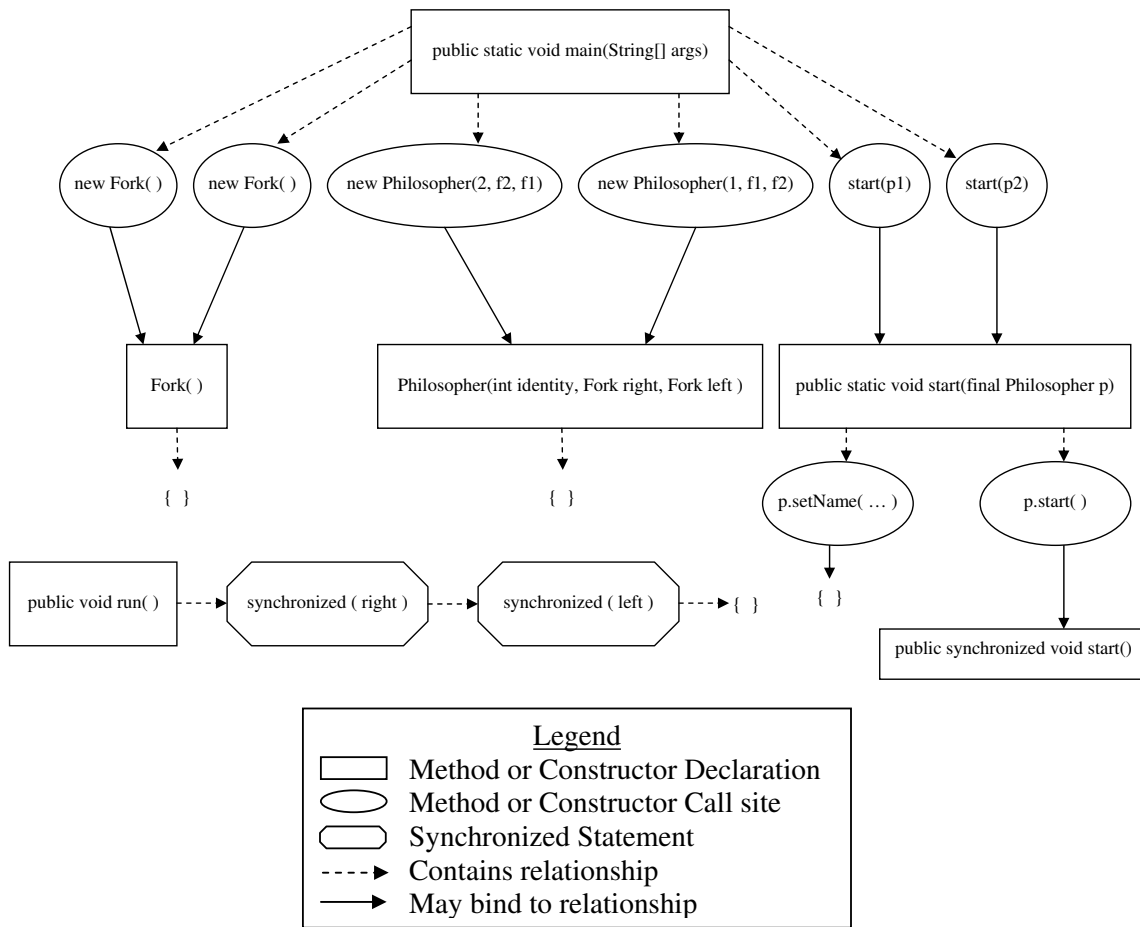 public static void main(String[] args)
new Fork( )
new Fork( )
new Philosopher(2, f2, f1)
new Philosopher(1, f1, f2)
start(p1)
start(p2)
Fork( )
Philosopher(int identity, Fork right, Fork left )
public static void start(final Philosopher p)
{ }
{ }
p.setName( … )
p.start( )
public void run( )
synchronized ( right )
synchronized ( left )
{ }
{ }
public synchronized void start()
Legend
Method or Constructor Declaration
Method or Constructor Call site
Synchronized Statement
Contains relationship
May bind to relationship